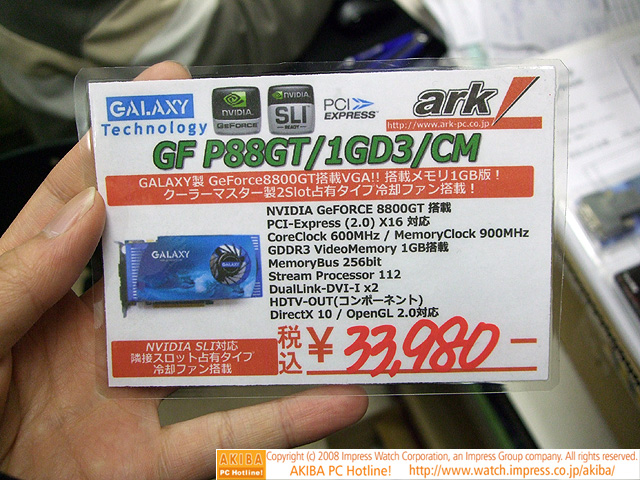 GALAXY
Technology
NVIDIA
GEFORCE
NVIDIA
SLI
READY
PCI
EXPRESS
ark
http://www.ark-pc.co.jp
GF P88GT/1GD3/CM
GALAXY製 GeForce8800GT搭載VGA!! 搭載メモリ1GB版！
クーラーマスター製2Slot占有タイプ冷却ファン搭載！
NVIDIA GeFORCE 8800GT 搭載
PCI-Express (2.0) X16 対応
CoreClock 600MHz / MemoryClock 900MHz
GDDR3 VideoMemory 1GB搭載
MemoryBus 256bit
Stream Processor 112
DualLink-DVI-I x2
HDTV-OUT(コンポーネント)
DirectX 10 / OpenGL 2.0対応
GALAXY
NVIDIA SLI対応
隣接スロット占有タイプ
冷却ファン搭載
税込 ¥33,980ー
AKIBA
PC Hotline!
Copyright (c) 2008 Impress Watch Corporation, an Impress Group company. All rights reserved.
AKIBA PC Hotline! http://www.watch.impress.co.jp/akiba/